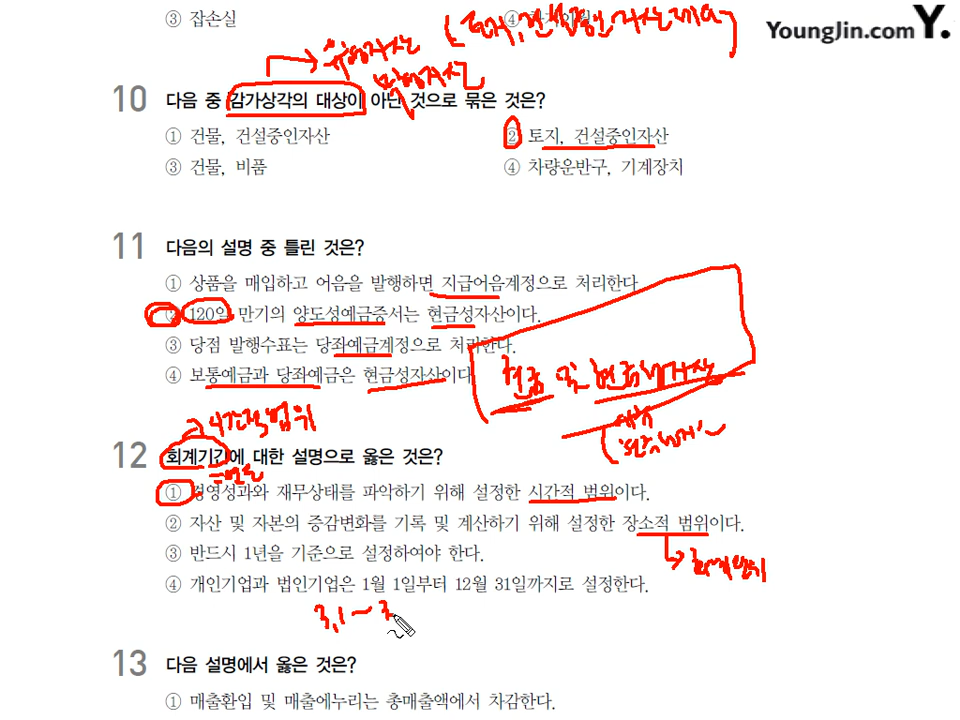 ③ 잡손실
YoungJin.com Y.
10 다음 중 감가상각의 대상이 아닌 것으로 묶은 것은?
① 건물, 건설중인자산
② 토지, 건설중인자산
③ 건물, 비품
④ 차량운반구, 기계장치
11 다음의 설명 중 틀린 것은?
① 상품을 매입하고 어음을 발행하면 지급어음계정으로 처리한다.
② 120일 만기의 양도성예금증서는 현금성자산이다.
③ 당점 발행수표는 당좌예금계정으로 처리한다.
④ 보통예금과 당좌예금은 현금성자산이다
현금 및 현금성자산
시간적 범위
12 회계기간에 대한 설명으로 옳은 것은?
① 경영성과와 재무상태를 파악하기 위해 설정한 시간적 범위이다.
② 자산 및 자본의 증감변화를 기록 및 계산하기 위해 설정한 장소적 범위이다.
회계단위
③ 반드시 1년을 기준으로 설정하여야 한다.
④ 개인기업과 법인기업은 1월 1일부터 12월 31일까지로 설정한다.
3,1~
13 다음 설명에서 옳은 것은?
① 매출환입 및 매출에누리는 총매출액에서 차감한다.